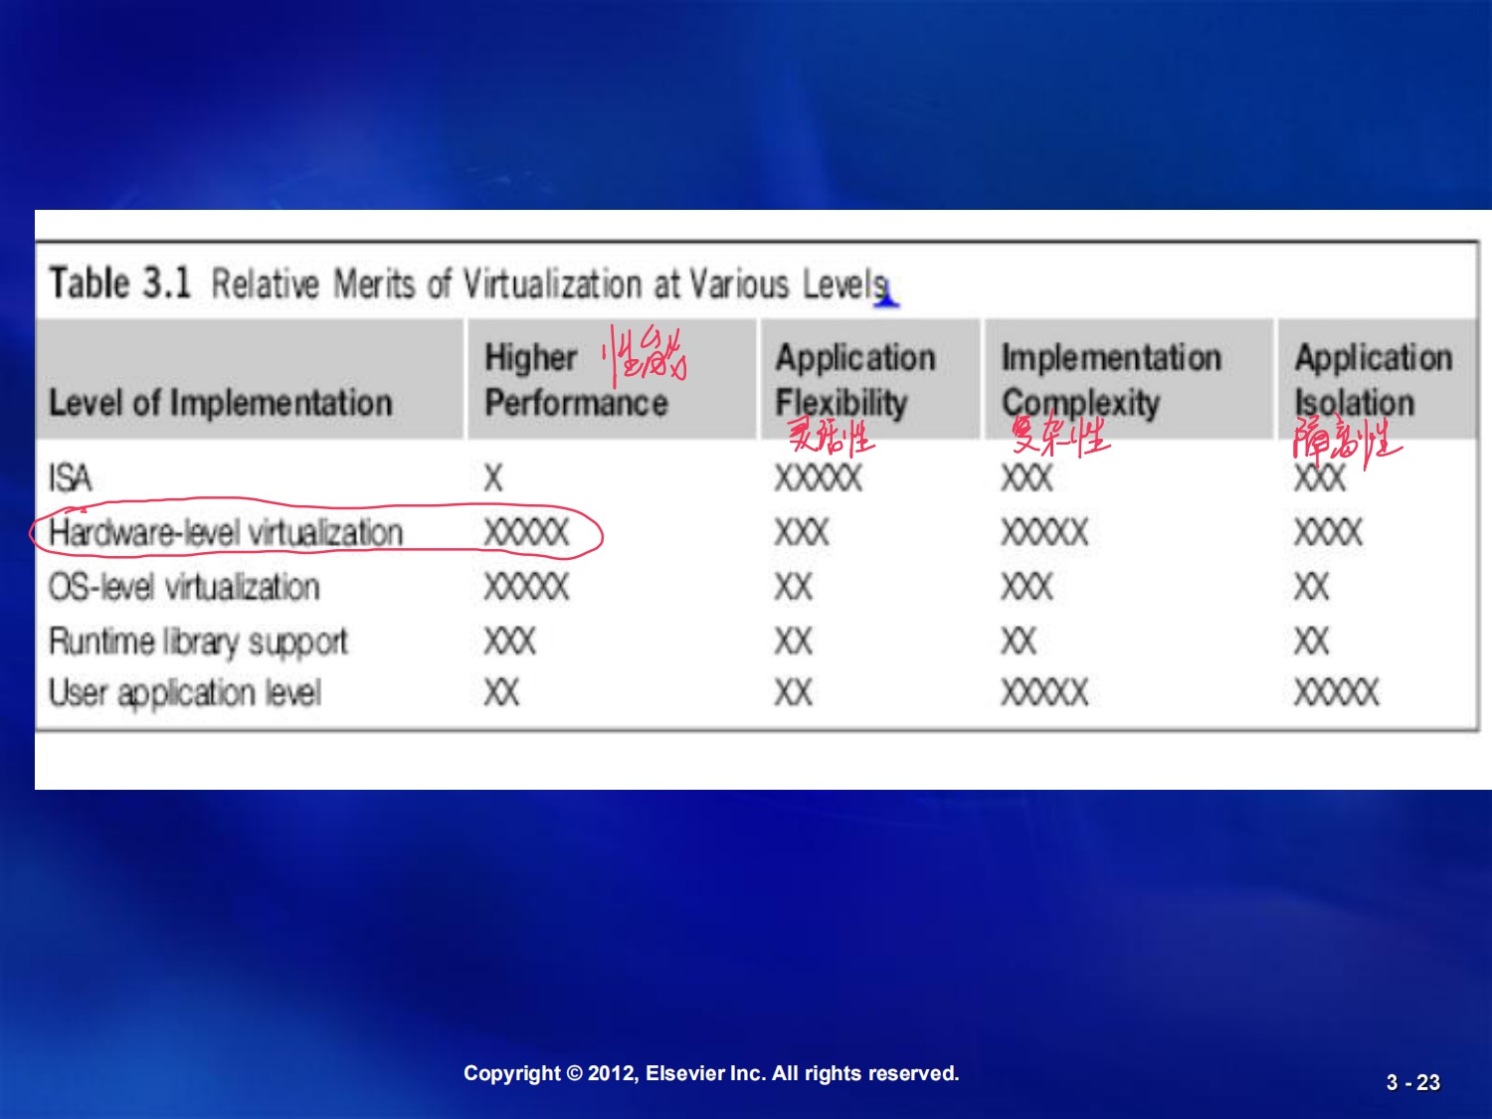 Table 3.1 Relative Merits of Virtualization at Various Levels
Level of Implementation Higher Performance 性能 Application Flexibility 灵活性 Implementation Complexity 复杂性 Application Isolation 隔离性
ISA X XXXXX XXX XXX
Hardware-level virtualization XXXXX XXX XXXXX XXXX
OS-level virtualization XXXXX XX XXX XX
Runtime library support XXX XX XX XX
User application level XX XX XXXXX XXXXX
Copyright © 2012, Elsevier Inc. All rights reserved.
3 - 23